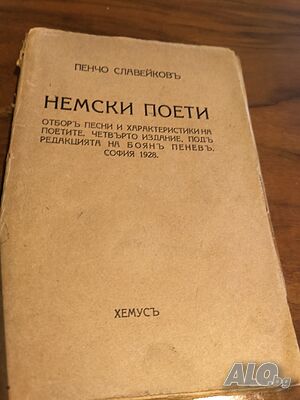 ПЕНЧО СЛАВЕЙКОВЪ
НЕМСКИ ПОЕТИ
ОТБОРЪ ПЕСНИ И ХАРАКТЕРИСТИКИ НА
ПОЕТИТЕ, ЧЕТВЪРТО ИЗДАНИЕ, ПОДЪ
РЕДАКЦИЯТА НА БОЯНЪ ПЕНЕВЪ.
СОФИЯ 1928.
ХЕМУСЪ
ALO.bg